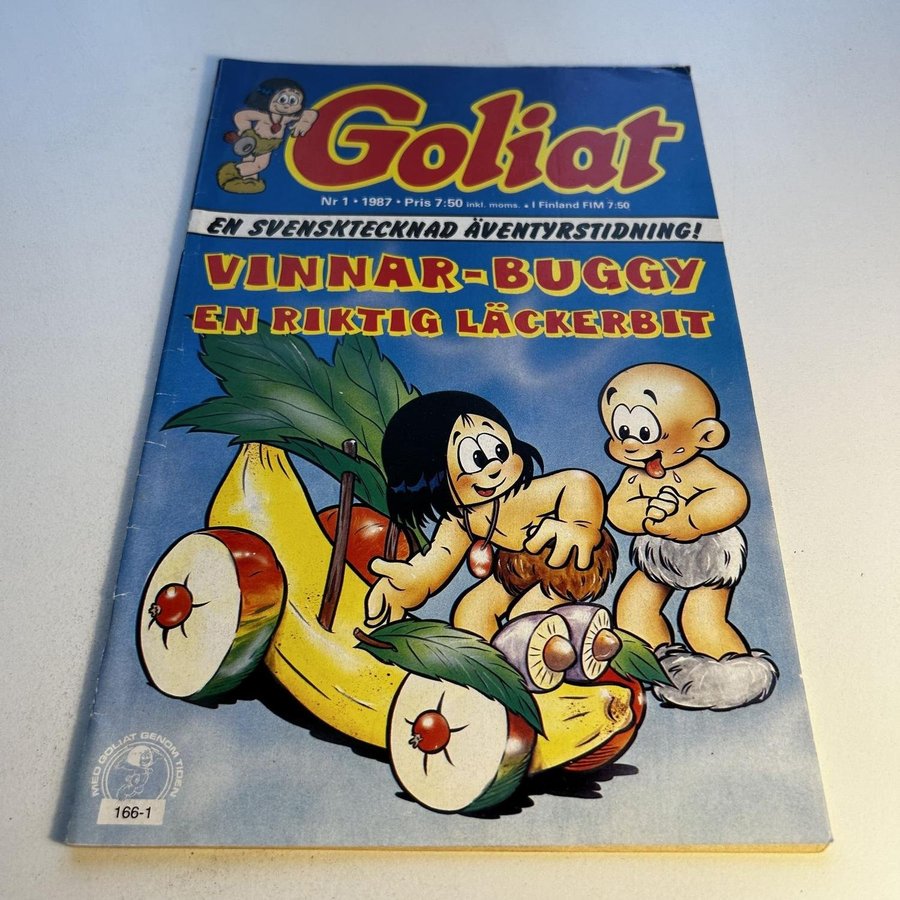 Goliat
Nr 1 • 1987 • Pris 7:50 inkl. moms. • I Finland FIM 7:50
EN SVENSKTECKNAD ÄVENTYRSTIDNING!
VINNAR-BUGGY
EN RIKTIG LÄCKERBIT
MED GOLIAT GENOM TIDEN
166-1